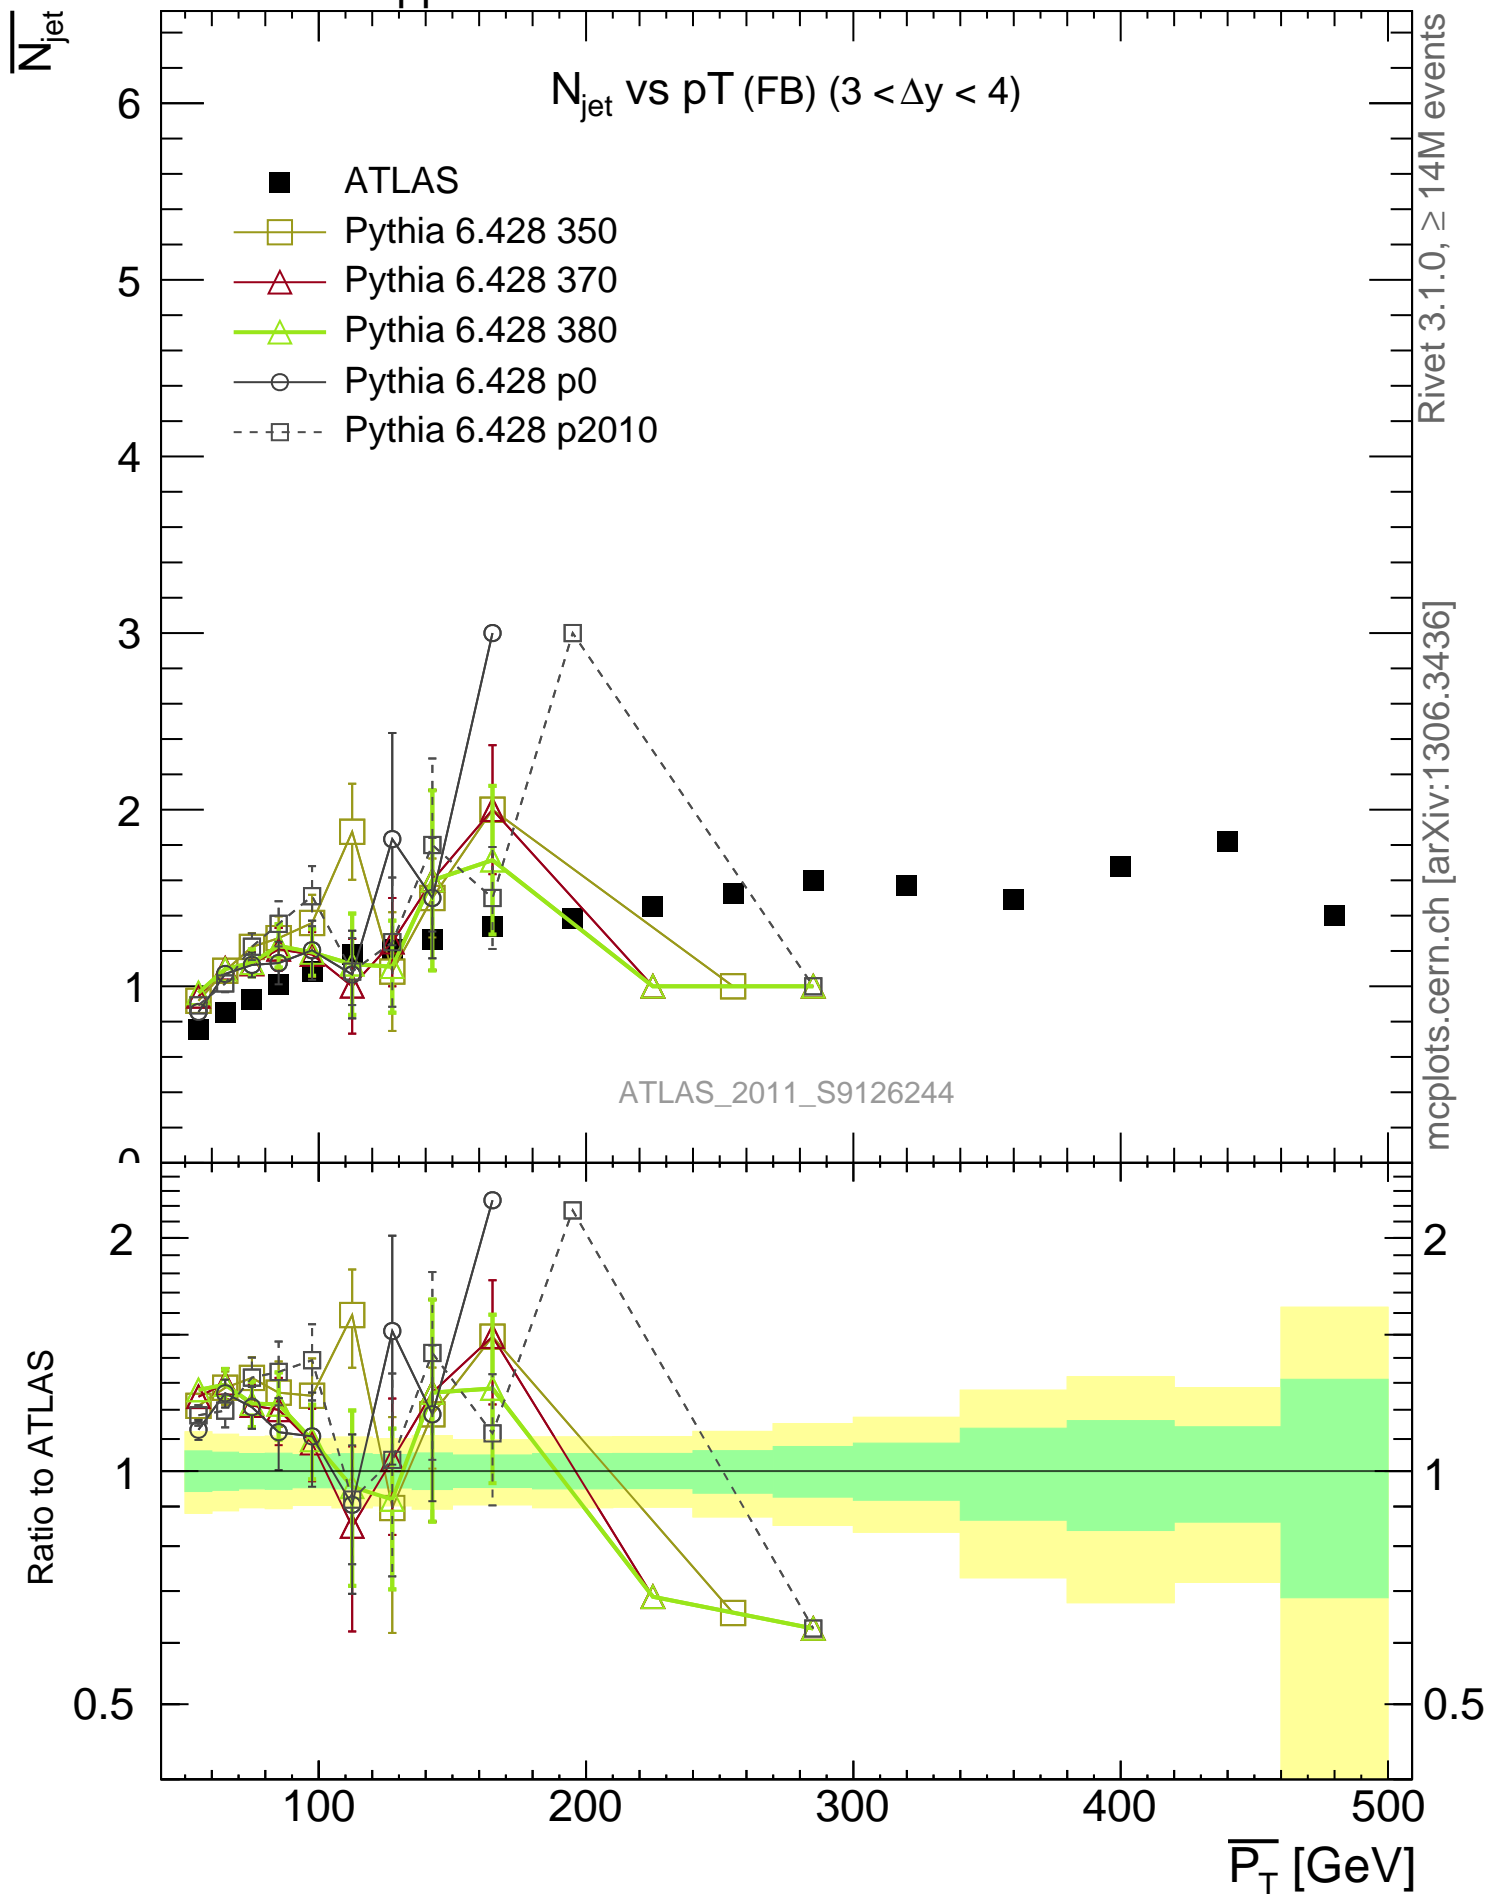 N jet
N jet vs pT (FB) (3 < Δy < 4)
ATLAS
Pythia 6.428 350
Pythia 6.428 370
Pythia 6.428 380
Pythia 6.428 p0
Pythia 6.428 p2010
6
5
4
3
2
1
0
ATLAS_2011_S9126244
Rivet 3.1.0, ≥ 14M events
mcplots.cern.ch [arXiv:1306.3436]
Ratio to ATLAS
2
1
0.5
2
1
0.5
100 200 300 400 500
P T [GeV]